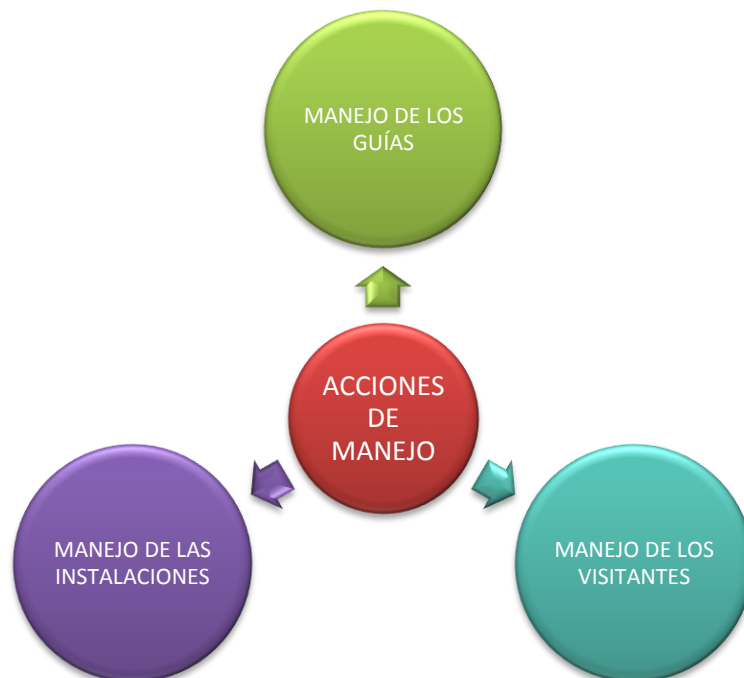 MANEJO DE LOS
GUÍAS
ACCIONES
DE
MANEJO
MANEJO DE LAS
INSTALACIONES
MANEJO DE LOS
VISITANTES